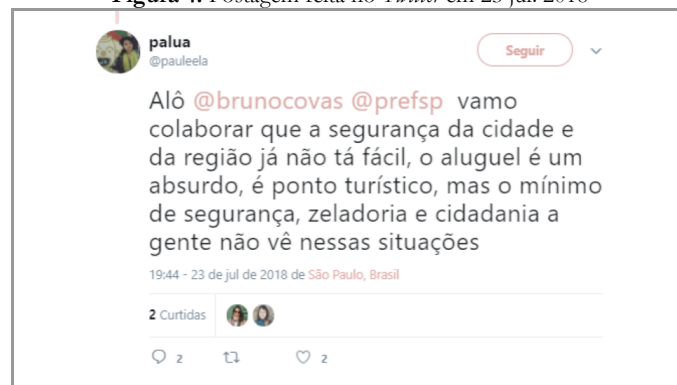 Figura 4. Postagem feita no Twitter em 23 jul. 2018
palua
@pauleela
Seguir
Alô @brunocovas @prefsp vamo
colaborar que a segurança da cidade e
da região já não tá fácil, o aluguel é um
absurdo, é ponto turístico, mas o mínimo
de segurança, zeladoria e cidadania a
gente não vê nessas situações
19:44 - 23 de jul de 2018 de São Paulo, Brasil
2 Curtidas
2 2